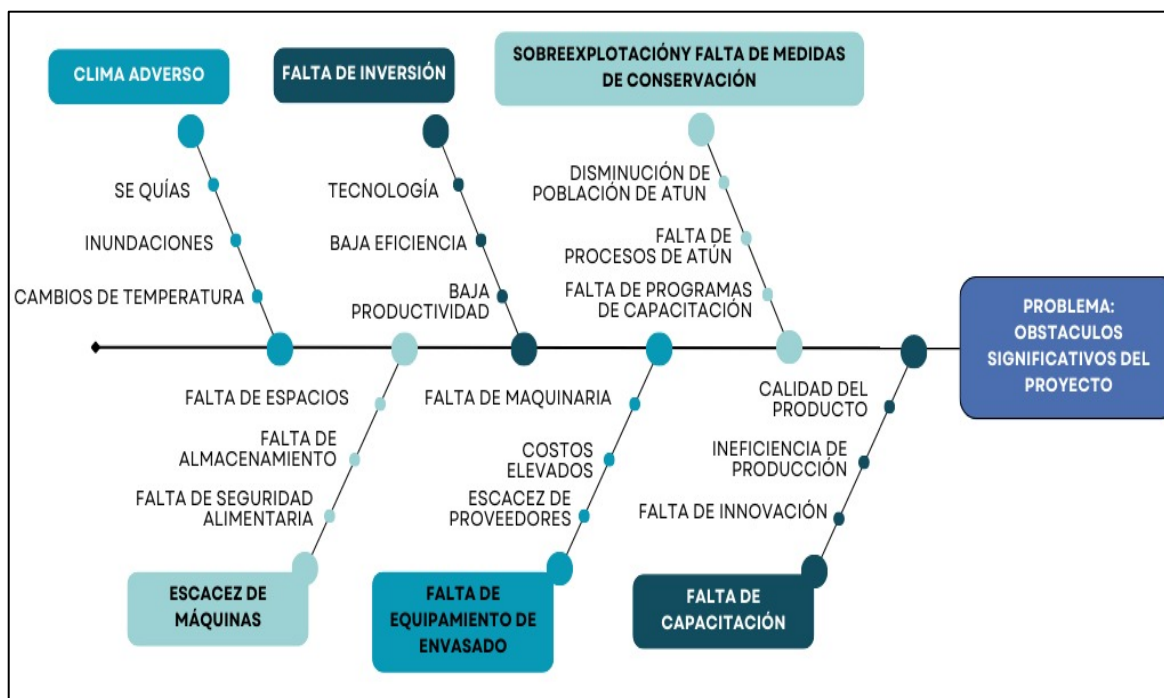 CLIMA ADVERSO
SE QUÍAS
INUNDACIONES
CAMBIOS DE TEMPERATURA
FALTA DE INVERSIÓN
TECNOLOGÍA
BAJA EFICIENCIA
BAJA
PRODUCTIVIDAD
SOBREEXPLOTACIÓNY FALTA DE MEDIDAS
DE CONSERVACIÓN
DISMINUCIÓN DE
POBLACIÓN DE ATUN
FALTA DE
PROCESOS DE ATÚN
FALTA DE PROGRAMAS
DE CAPACITACIÓN
PROBLEMA:
OBSTACULOS
SIGNIFICATIVOS DEL
PROYECTO
FALTA DE ESPACIOS
FALTA DE
ALMACENAMIENTO
FALTA DE SEGURIDAD
ALIMENTARIA
ESCACEZ DE
MÁQUINAS
FALTA DE MAQUINARIA
COSTOS
ELEVADOS
ESCACEZ DE
PROVEEDORES
FALTA DE
EQUIPAMIENTO DE
ENVASADO
CALIDAD DEL
PRODUCTO
INEFICIENCIA DE
PRODUCCIÓN
FALTA DE INNOVACIÓN
FALTA DE
CAPACITACIÓN